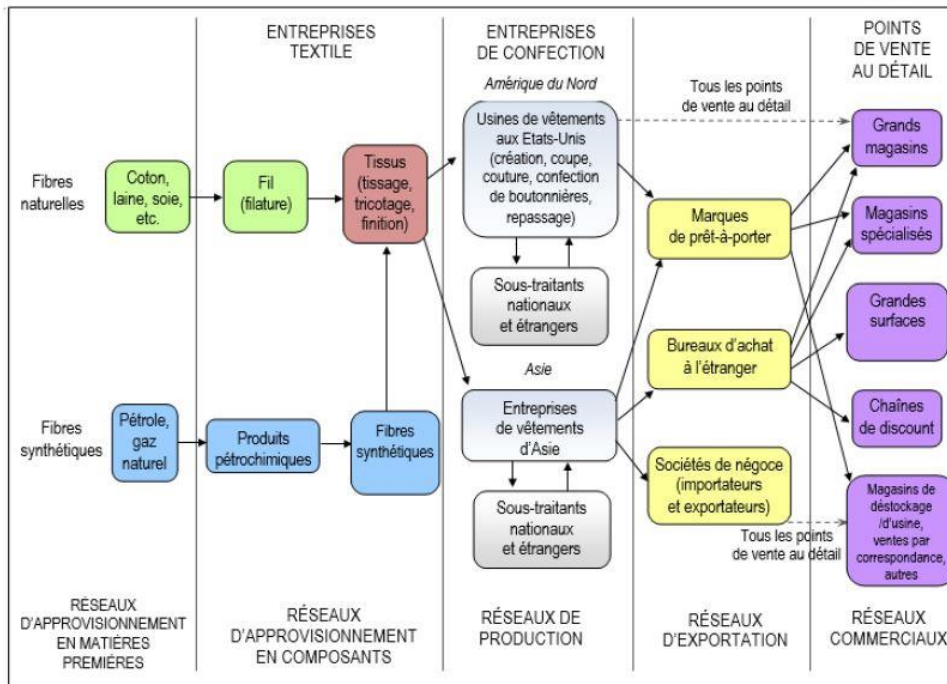 ENTREPRISES
TEXTILE
ENTREPRISES
DE CONFECTION
POINTS
DE VENTE
AU DÉTAIL
Amérique du Nord
Tous les points
de vente au détail
Fibres
naturelles
Coton,
laine, soie,
etc.
Fil
(filature)
Tissus
(tissage,
tricotage,
finition)
Usines de vêtements
aux Etats-Unis
(création, coupe,
couture, confection
de boutonnières,
repassage)
Sous-traitants
nationaux
et étrangers
Marques
de prêt-à-porter
Grands
magasins
Magasins
spécialisés
Grandes
surfaces
Bureaux d'achat
à l'étranger
Asie
Fibres
synthétiques
Pétrole,
gaz
naturel
Produits
pétrochimiques
Fibres
synthétiques
Entreprises
de vêtements
d'Asie
Sous-traitants
nationaux
et étrangers
Sociétés de négoce
(importateurs
et exportateurs)
Chaînes
de discount
Tous les points
de vente au détail
Magasins de
déstockage
/d'usine,
ventes par
correspondance,
autres
RÉSEAUX
D'APPROVISIONNEMENT
EN MATIÈRES
PREMIÈRES
RÉSEAUX
D'APPROVISIONNEMENT
EN COMPOSANTS
RÉSEAUX DE
PRODUCTION
RÉSEAUX
D'EXPORTATION
RÉSEAUX
COMMERCIAUX